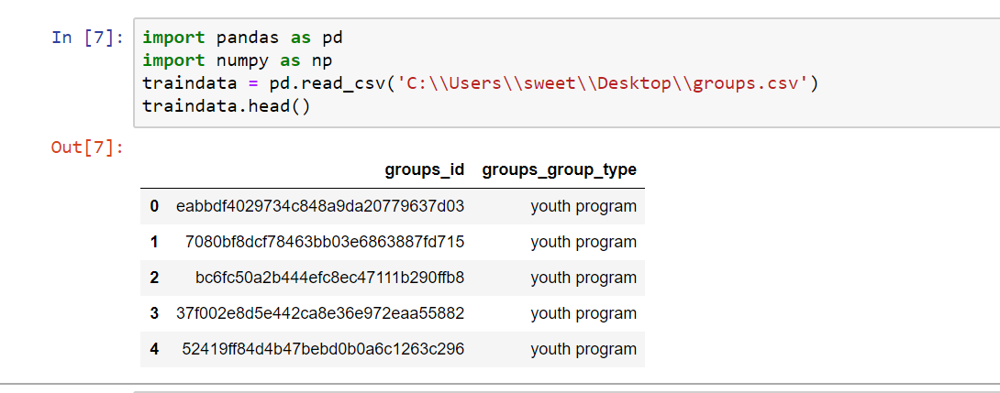 In [7]: import pandas as pd
import numpy as np
traindata = pd.read_csv('C:\\Users\\sweet\\Desktop\\groups.csv')
traindata.head()
Out[7]:
groups_id groups_group_type
0 eabbdf4029734c848a9da20779637d03 youth program
1 7080bf8dcf78463bb03e6863887fd715 youth program
2 bc6fc50a2b444efc8ec47111b290ffb8 youth program
3 37f002e8d5e442ca8e36e972eaa55882 youth program
4 52419ff84d4b47bebd0b0a6c1263c296 youth program